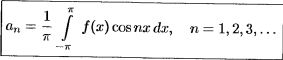 a_n = \frac{1}{\pi} \int_{-\pi}^{\pi} f(x) \cos nx \, dx, \quad n = 1, 2, 3, \ldots